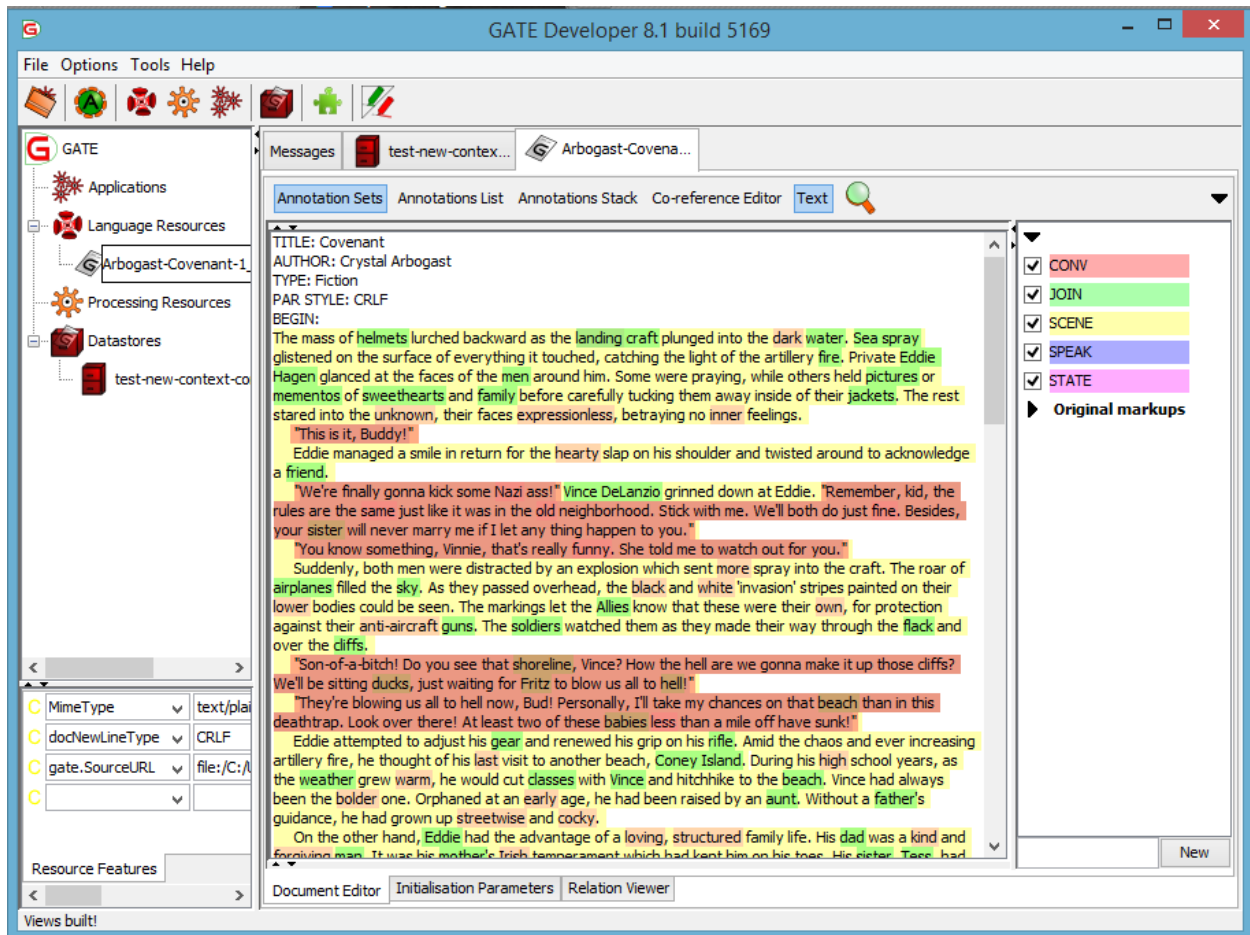 GATE Developer 8.1 build 5169
File Options Tools Help
GATE
Applications
Language Resources
Arbogast-Covenant-1_
Processing Resources
Datastores
test-new-context-co
Messages
test-new-contex...
Arbogast-Covena...
Annotation Sets
Annotations List
Annotations Stack
Co-reference Editor
Text
TITLE: Covenant
AUTHOR: Crystal Arbogast
TYPE: Fiction
PAR STYLE: CRLF
BEGIN:
The mass of helmets lurched backward as the landing craft plunged into the dark water. Sea spray
glistened on the surface of everything it touched, catching the light of the artillery fire. Private Eddie
Hagen glanced at the faces of the men around him. Some were praying, while others held pictures or
mementos of sweethearts and family before carefully tucking them away inside of their jackets. The rest
stared into the unknown, their faces expressionless, betraying no inner feelings.
"This is it, Buddy!"
Eddie managed a smile in return for the hearty slap on his shoulder and twisted around to acknowledge
a friend.
"We're finally gonna kick some Nazi ass!" Vince DeLanzio grinned down at Eddie. "Remember, kid, the
rules are the same just like it was in the old neighborhood. Stick with me. We'll both do just fine. Besides,
your sister will never marry me if I let any thing happen to you."
"You know something, Vinnie, that's really funny. She told me to watch out for you."
Suddenly, both men were distracted by an explosion which sent more spray into the craft. The roar of
airplanes filled the sky. As they passed overhead, the black and white 'invasion' stripes painted on their
lower bodies could be seen. The markings let the Allies know that these were their own, for protection
against their anti-aircraft guns. The soldiers watched them as they made their way through the flack and
over the cliffs.
"Son-of-a-bitch! Do you see that shoreline, Vince? How the hell are we gonna make it up those cliffs?
We'll be sitting ducks, just waiting for Fritz to blow us all to hell!"
"They're blowing us all to hell now, Bud! Personally, I'll take my chances on that beach than in this
deathtrap. Look over there! At least two of these babies less than a mile off have sunk!"
Eddie attempted to adjust his gear and renewed his grip on his rifle. Amid the chaos and ever increasing
artillery fire, he thought of his last visit to another beach, Coney Island. During his high school years, as
the weather grew warm, he would cut classes with Vince and hitchhike to the beach. Vince had always
been the bolder one. Orphaned at an early age, he had been raised by an aunt. Without a father's
guidance, he had grown up streetwise and cocky.
On the other hand, Eddie had the advantage of a loving, structured family life. His dad was a kind and
forgiving man. It was his mother's Irish temperament which had kept him on his toes. His sister, Tess, had
CONV
JOIN
SCENE
SPEAK
STATE
Original markups
New
C MimeType text/plai
C docNewLineType CRLF
C gate.SourceURL file:/C:/U
C
Resource Features
Document Editor
Initialisation Parameters
Relation Viewer
Views built!